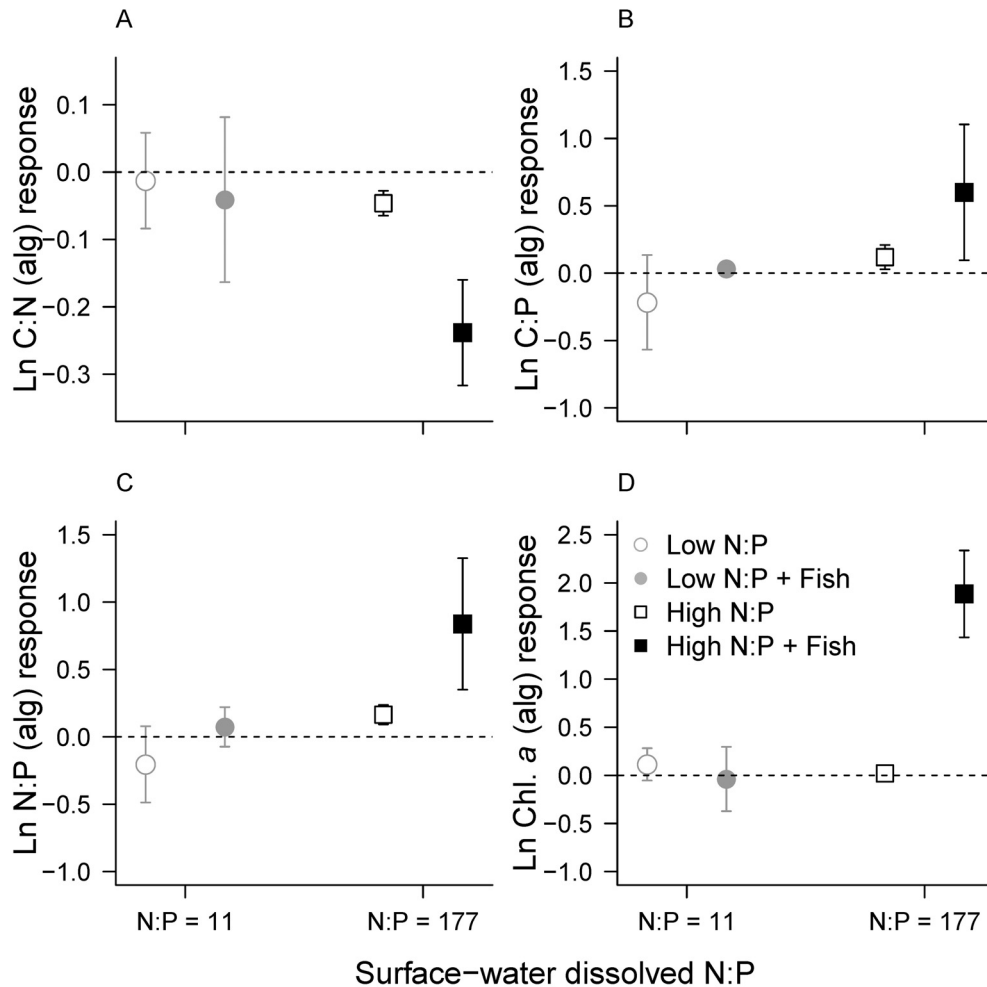 A
Ln C:N (alg) response
0.1
0.0
−0.1
−0.2
−0.3
B
Ln C:P (alg) response
1.5
1.0
0.5
0.0
−0.5
−1.0
C
Ln N:P (alg) response
1.5
1.0
0.5
0.0
−0.5
−1.0
N:P = 11
N:P = 177
D
Ln Chl. a (alg) response
2.5
2.0
1.5
1.0
0.5
0.0
−0.5
−1.0
Low N:P
Low N:P + Fish
High N:P
High N:P + Fish
N:P = 11
N:P = 177
Surface−water dissolved N:P